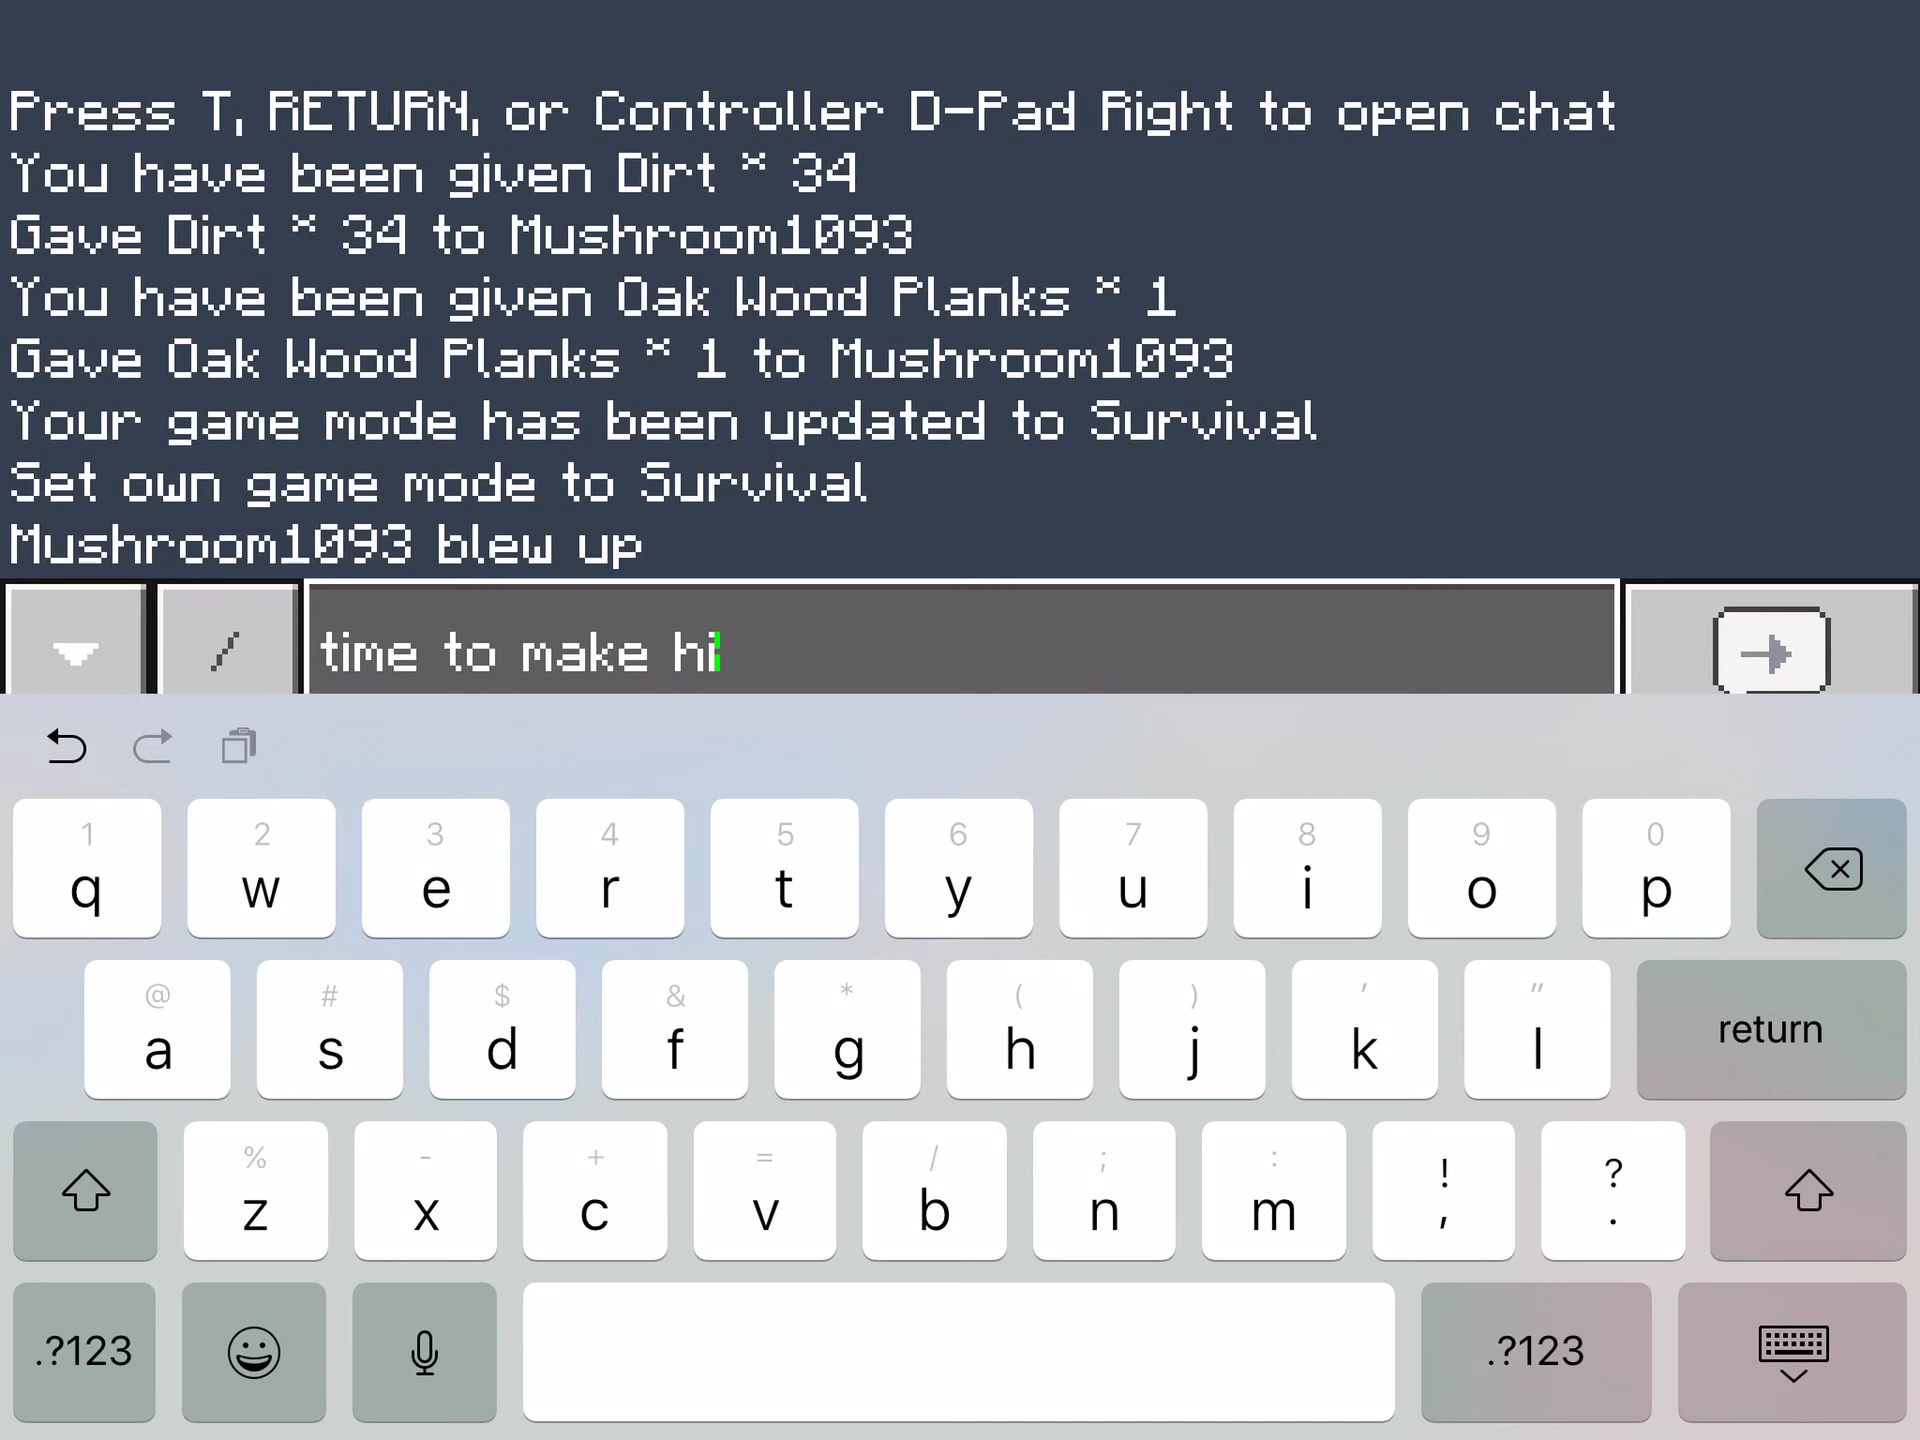 Press T, RETURN, or Controller D-Pad Right to open chat
You have been given Dirt * 34
Gave Dirt * 34 to Mushroom1093
You have been given Oak Wood Planks * 1
Gave Oak Wood Planks * 1 to Mushroom1093
Your game mode has been updated to Survival
Set own game mode to Survival
Mushroom1093 blew up
/ time to make hi
1 2 3 4 5 6 7 8 9 0
q w e r t y u i o p
@ # $ & * ( ) ' "
a s d f g h j k l return
% - + = / ; : ! ?
z x c v b n m , .
.?123 .?123